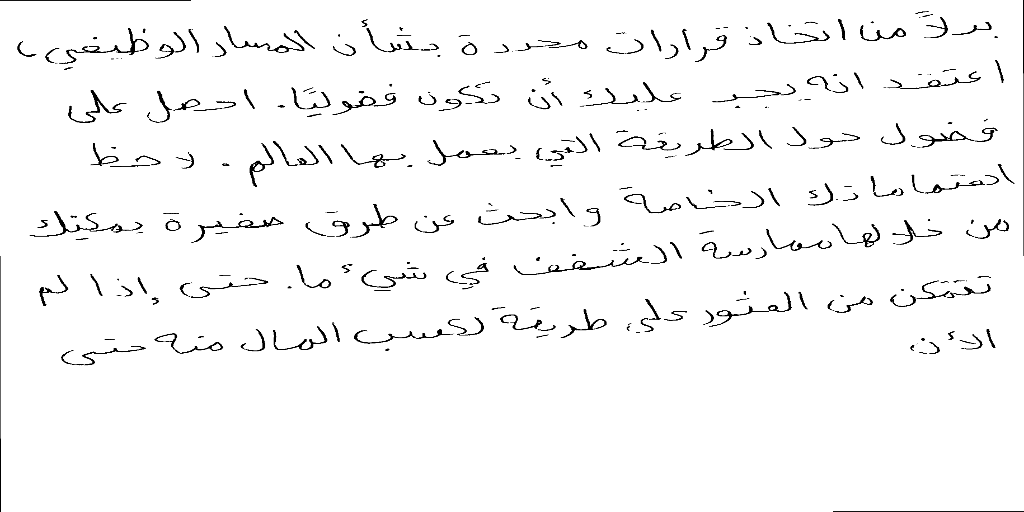 بدلاً من اتخاذ قرارات محددة بشأن المسار الوظيفي،
اعتقد انه يجب عليك أن تكون فضوليًا. احصل على
فضول حول الطريقة التي يعمل بها العالم. لاحظ
اهتماماتك الخاصة وابحث عن طرق صغيرة يمكنك
من خلالها ممارسة الشغف في شيء ما. حتى إذا لم
تتمكن من العثور على طريقة لكسب المال منه حتى
الأن